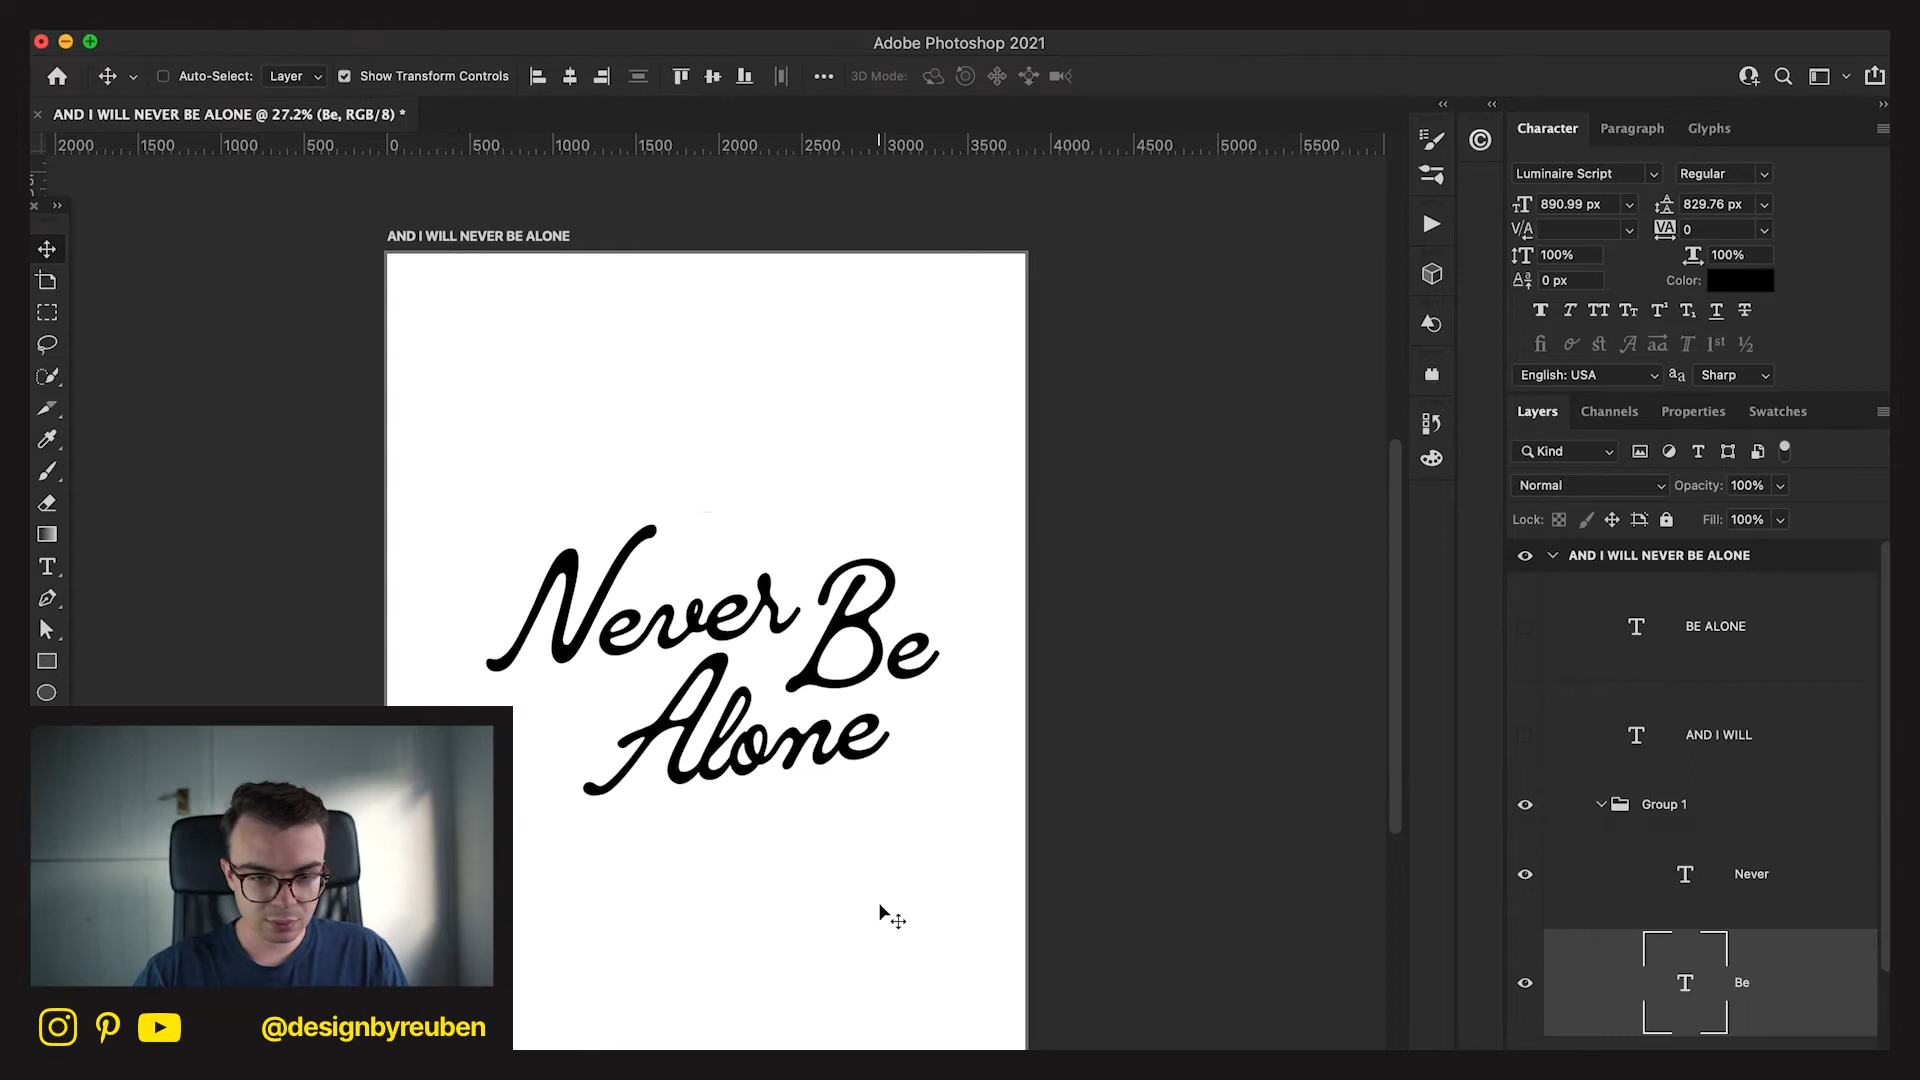 Adobe Photoshop 2021
Auto-Select: Layer Show Transform Controls 3D Mode:
AND I WILL NEVER BE ALONE @ 27.2% (Be, RGB/8) *
2000 1500 1000 500 0 500 1000 1500 2000 2500 3000 3500 4000 4500 5000 5500
AND I WILL NEVER BE ALONE
Never Be
Alone
@designbyreuben
Character Paragraph Glyphs
Luminaire Script Regular
890.99 px 829.76 px
0
100% 100%
0 px Color:
English: USA Sharp
Layers Channels Properties Swatches
Kind
Normal Opacity: 100%
Lock: Fill: 100%
AND I WILL NEVER BE ALONE
BE ALONE
AND I WILL
Group 1
Never
Be